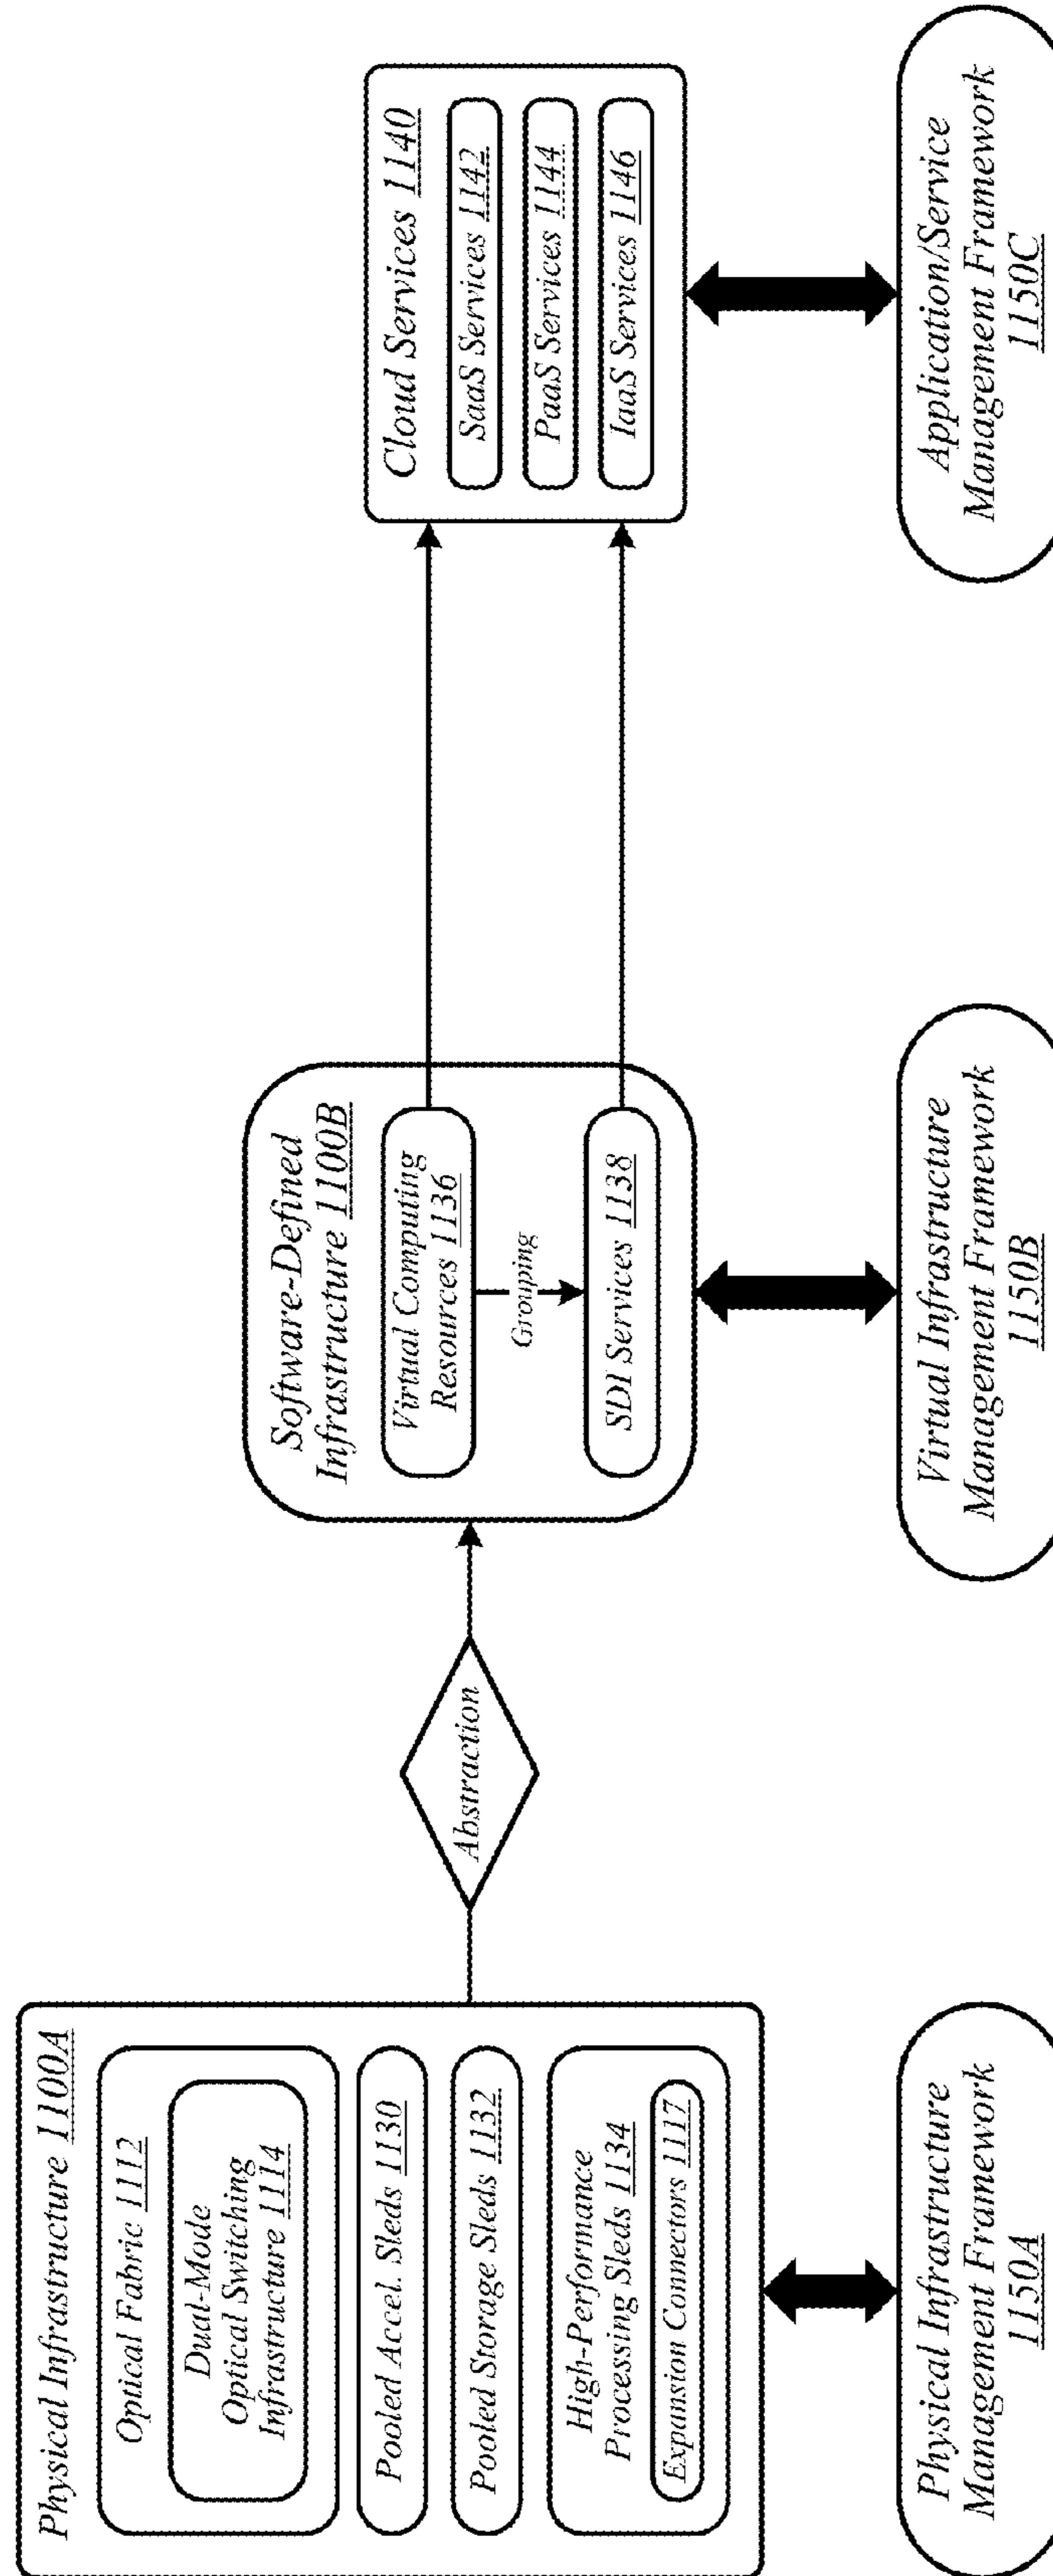 Physical Infrastructure 1100A
Optical Fabric 1112
Dual-Mode
Optical Switching
Infrastructure 1114
Pooled Accel. Sleds 1130
Pooled Storage Sleds 1132
High-Performance
Processing Sleds 1134
Expansion Connectors 1117
Physical Infrastructure
Management Framework
1150A
Abstraction
Software-Defined
Infrastructure 1100B
Virtual Computing
Resources 1136
Grouping
SDI Services 1138
Virtual Infrastructure
Management Framework
1150B
Cloud Services 1140
SaaS Services 1142
PaaS Services 1144
IaaS Services 1146
Application/Service
Management Framework
1150C